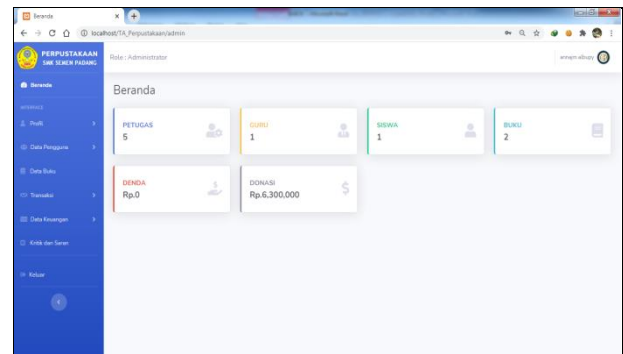 Beranda
localhost/TA_Perpustakaan/admin
PERPUSTAKAAN
SMK SEMEN PADANG
Role : Administrator
Beranda
Beranda
INTERFACE
Profil
Data Pengguna
Data Buku
Transaksi
Data Keuangan
Kritik dan Saran
Keluar
PETUGAS
5
GURU
1
SISWA
1
BUKU
2
DENDA
Rp.0
DONASI
Rp.6,300,000